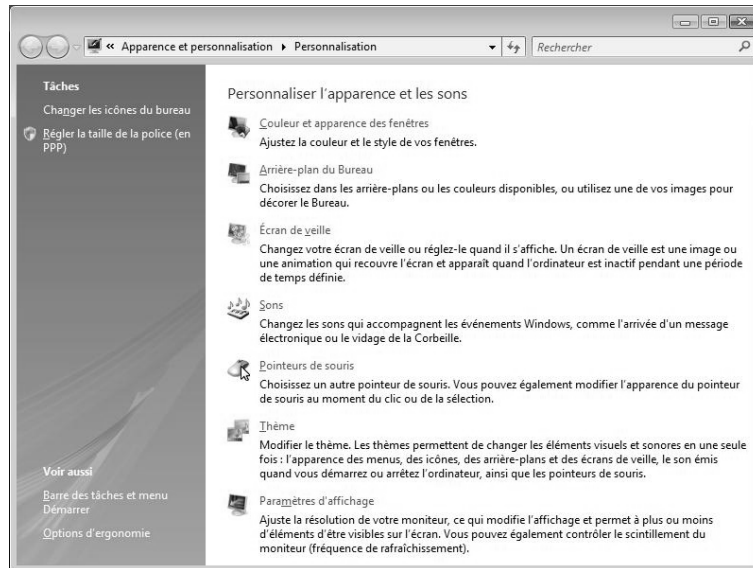 « Apparence et personnalisation ▸ Personnalisation
Rechercher
Tâches
Changer les icônes du bureau
Régler la taille de la police (en
PPP)
Personnaliser l'apparence et les sons
Couleur et apparence des fenêtres
Ajustez la couleur et le style de vos fenêtres.
Arrière-plan du Bureau
Choisissez dans les arrière-plans ou les couleurs disponibles, ou utilisez une de vos images pour
décorer le Bureau.
Écran de veille
Changez votre écran de veille ou réglez-le quand il s'affiche. Un écran de veille est une image ou
une animation qui recouvre l'écran et apparaît quand l'ordinateur est inactif pendant une période
de temps définie.
Sons
Changez les sons qui accompagnent les événements Windows, comme l'arrivée d'un message
électronique ou le vidage de la Corbeille.
Pointeurs de souris
Choisissez un autre pointeur de souris. Vous pouvez également modifier l'apparence du pointeur
de souris au moment du clic ou de la sélection.
Thème
Modifier le thème. Les thèmes permettent de changer les éléments visuels et sonores en une seule
fois : l'apparence des menus, des icônes, des arrière-plans et des écrans de veille, le son émis
quand vous démarrez ou arrêtez l'ordinateur, ainsi que les pointeurs de souris.
Paramètres d'affichage
Ajuste la résolution de votre moniteur, ce qui modifie l'affichage et permet à plus ou moins
d'éléments d'être visibles sur l'écran. Vous pouvez également contrôler le scintillement du
moniteur (fréquence de rafraîchissement).
Voir aussi
Barre des tâches et menu
Démarrer
Options d'ergonomie